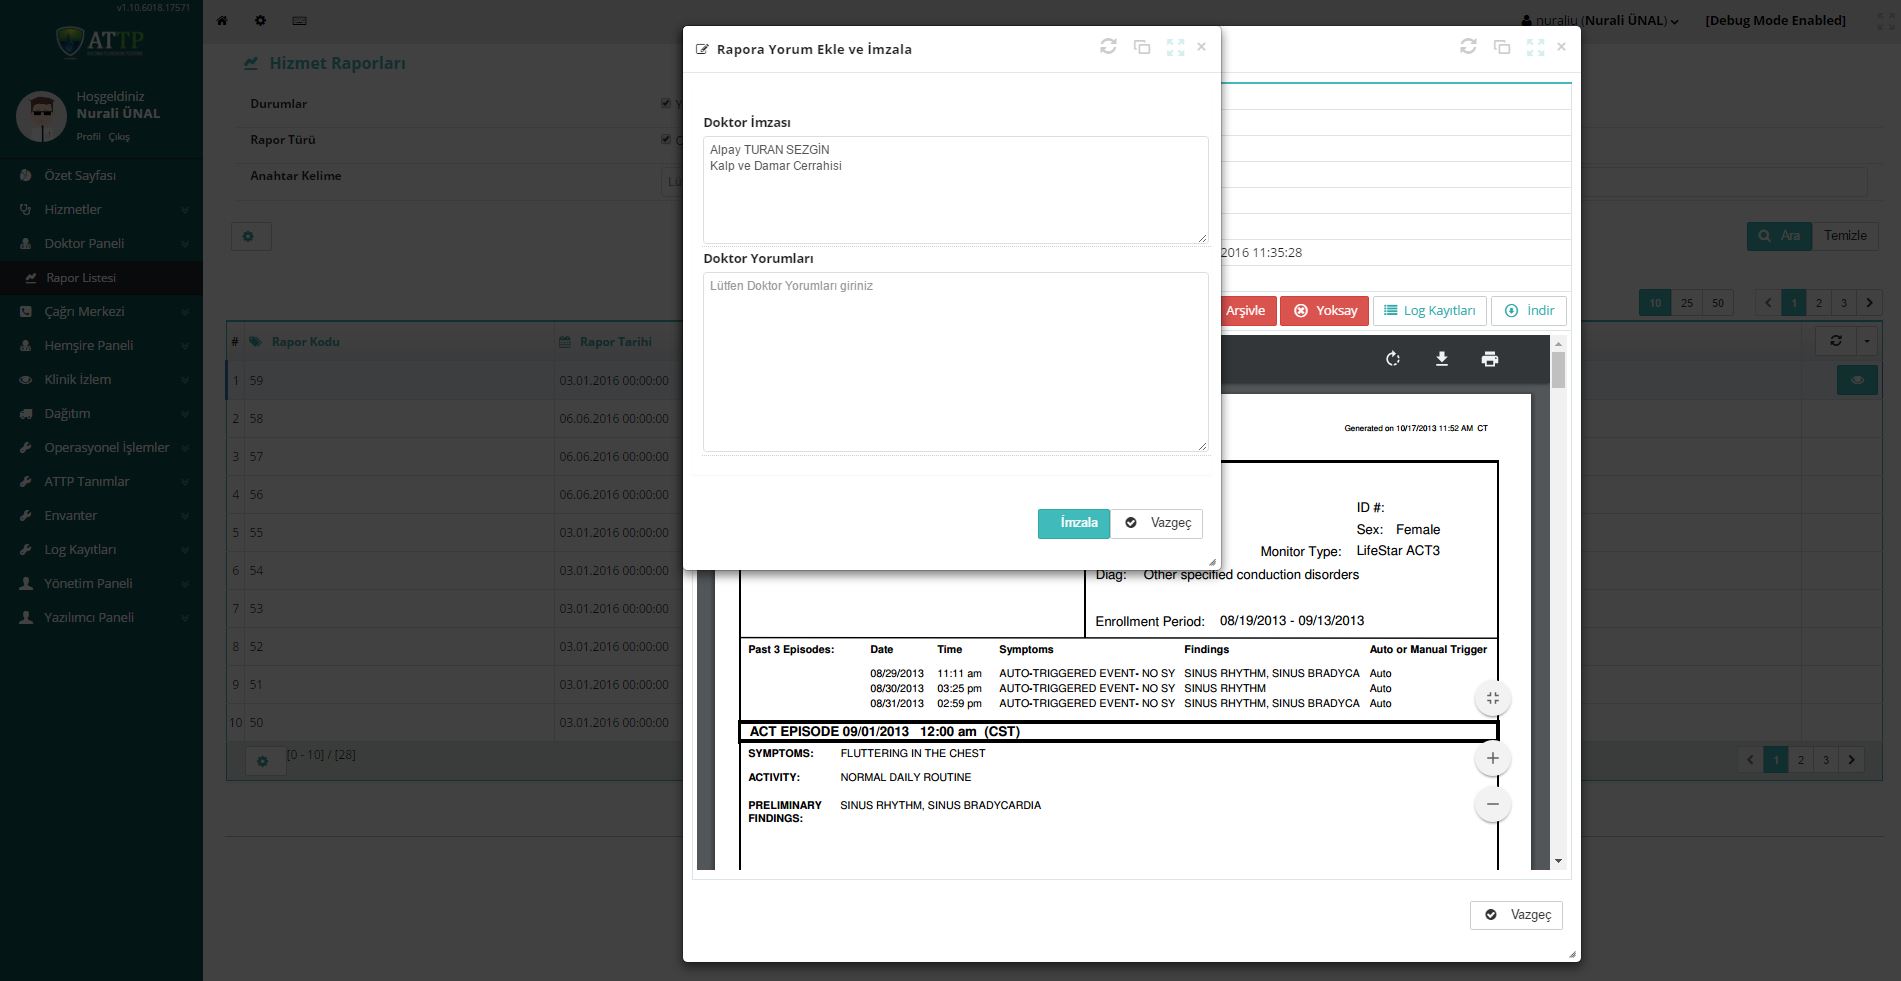 v1.10.6018.17571
ATTP
Hoşgeldiniz
Nurali ÜNAL
Profil Çıkış
Özet Sayfası
Hizmetler
Doktor Paneli
Rapor Listesi
Çağrı Merkezi
Hemşire Paneli
Klinik İzlem
Dağıtım
Operasyonel İşlemler
ATTP Tanımlar
Envanter
Log Kayıtları
Yönetim Paneli
Yazılımcı Paneli
nuraliu (Nurali ÜNAL)
[Debug Mode Enabled]
Hizmet Raporları
Durumlar
Rapor Türü
Anahtar Kelime
Ara Temizle
10 25 50
1 2 3
# Rapor Kodu Rapor Tarihi
1 59 03.01.2016 00:00:00
2 58 06.06.2016 00:00:00
3 57 06.06.2016 00:00:00
4 56 06.06.2016 00:00:00
5 55 03.01.2016 00:00:00
6 54 03.01.2016 00:00:00
7 53 03.01.2016 00:00:00
8 52 03.01.2016 00:00:00
9 51 03.01.2016 00:00:00
10 50 03.01.2016 00:00:00
[0 - 10] / [28]
1 2 3
Rapora Yorum Ekle ve İmzala
Doktor İmzası
Alpay TURAN SEZGİN
Kalp ve Damar Cerrahisi
Doktor Yorumları
Lütfen Doktor Yorumları giriniz
İmzala Vazgeç
2016 11:35:28
Arşivle Yoksay Log Kayıtları İndir
Generated on 10/17/2013 11:52 AM CT
ID #:
Sex: Female
Monitor Type: LifeStar ACT3
Diag: Other specified conduction disorders
Enrollment Period: 08/19/2013 - 09/13/2013
Past 3 Episodes: Date Time Symptoms Findings Auto or Manual Trigger
08/29/2013 11:11 am AUTO-TRIGGERED EVENT- NO SY SINUS RHYTHM, SINUS BRADYCA Auto
08/30/2013 03:25 pm AUTO-TRIGGERED EVENT- NO SY SINUS RHYTHM Auto
08/31/2013 02:59 pm AUTO-TRIGGERED EVENT- NO SY SINUS RHYTHM, SINUS BRADYCA Auto
ACT EPISODE 09/01/2013 12:00 am (CST)
SYMPTOMS: FLUTTERING IN THE CHEST
ACTIVITY: NORMAL DAILY ROUTINE
PRELIMINARY SINUS RHYTHM, SINUS BRADYCARDIA
FINDINGS:
Vazgeç